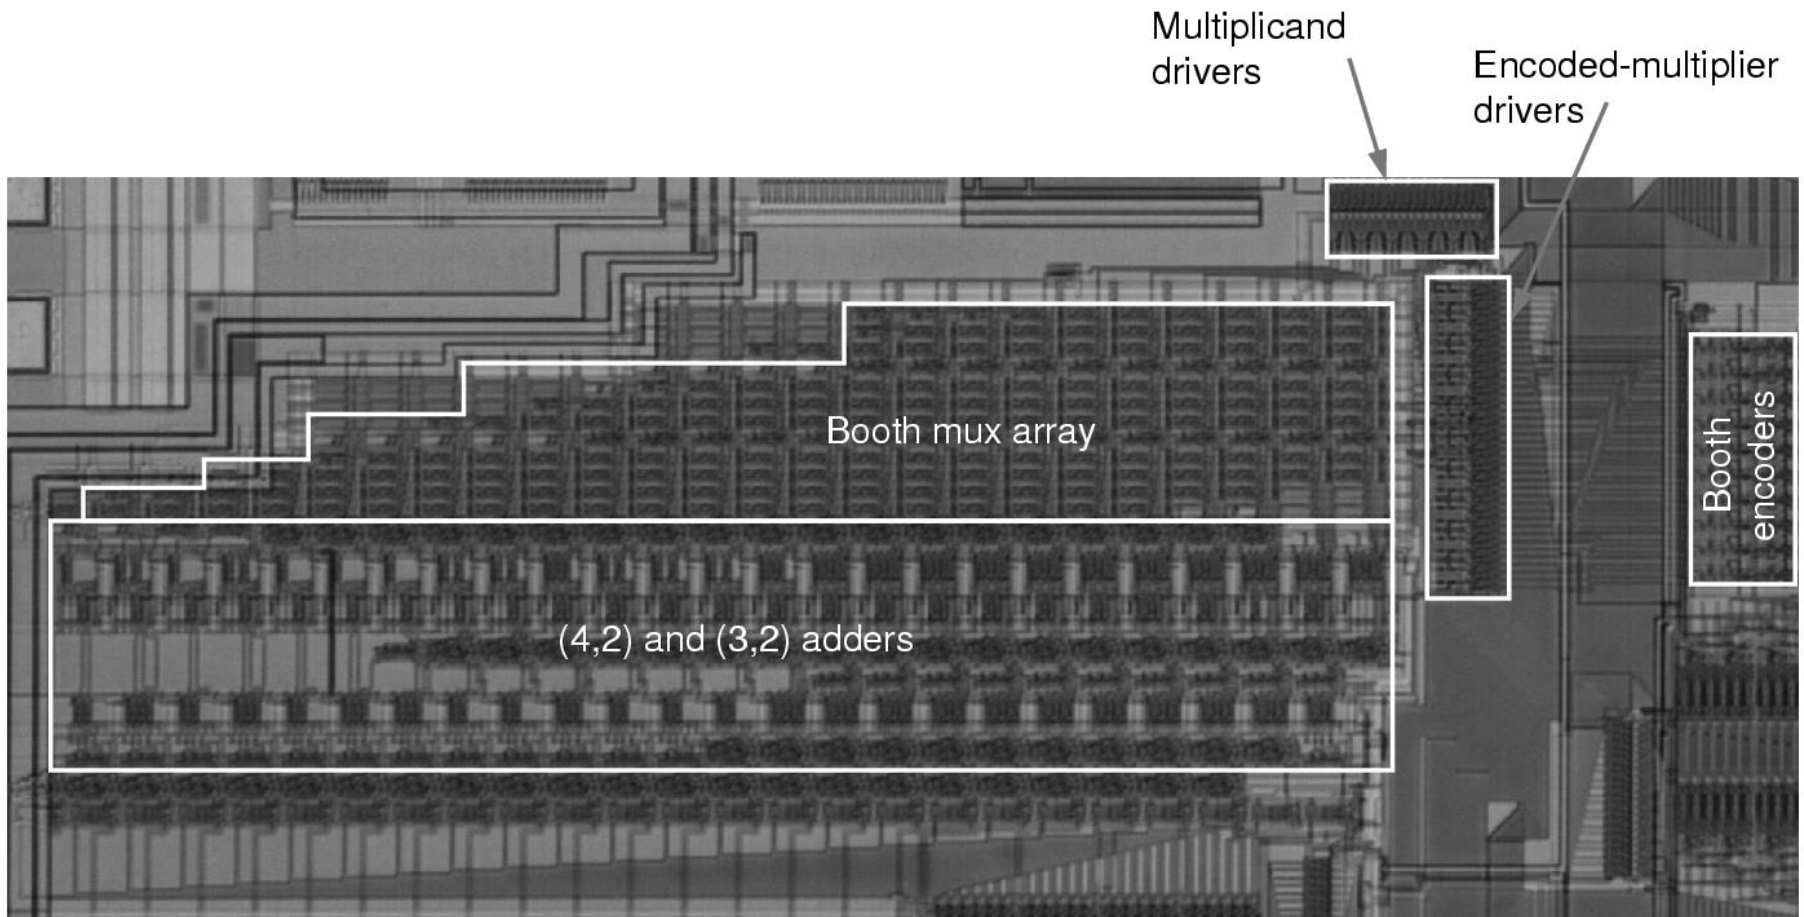 Multiplicand
drivers
Encoded-multiplier
drivers
Booth mux array
Booth
encoders
(4,2) and (3,2) adders